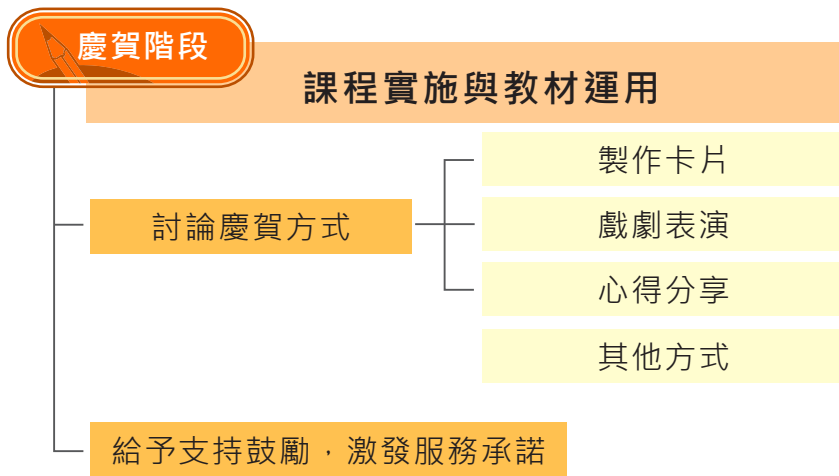 慶賀階段
課程實施與教材運用
討論慶賀方式
製作卡片
戲劇表演
心得分享
其他方式
給予支持鼓勵，激發服務承諾